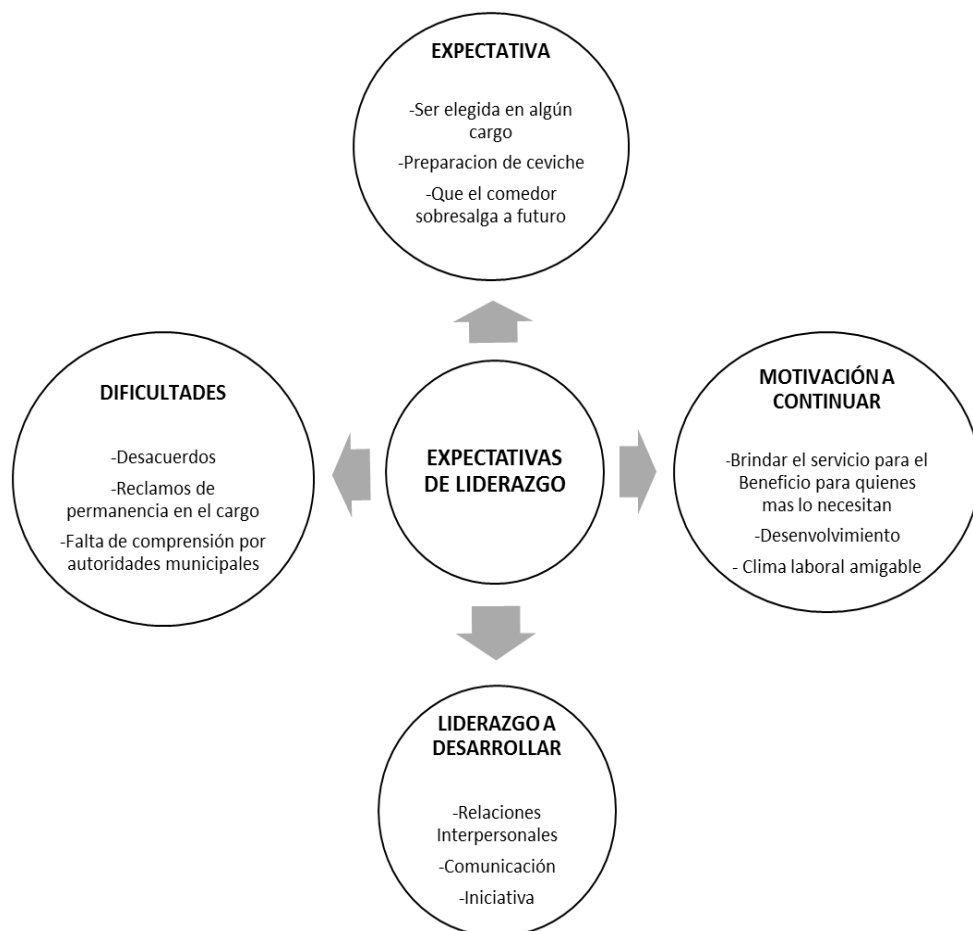 EXPECTATIVA
-Ser elegida en algún
cargo
-Preparacion de ceviche
-Que el comedor
sobresalga a futuro
DIFICULTADES
-Desacuerdos
-Reclamos de
permanencia en el cargo
-Falta de comprensión por
autoridades municipales
EXPECTATIVAS
DE LIDERAZGO
MOTIVACIÓN A
CONTINUAR
-Brindar el servicio para el
Beneficio para quienes
mas lo necesitan
-Desenvolvimiento
- Clima laboral amigable
LIDERAZGO A
DESARROLLAR
-Relaciones
Interpersonales
-Comunicación
-Iniciativa